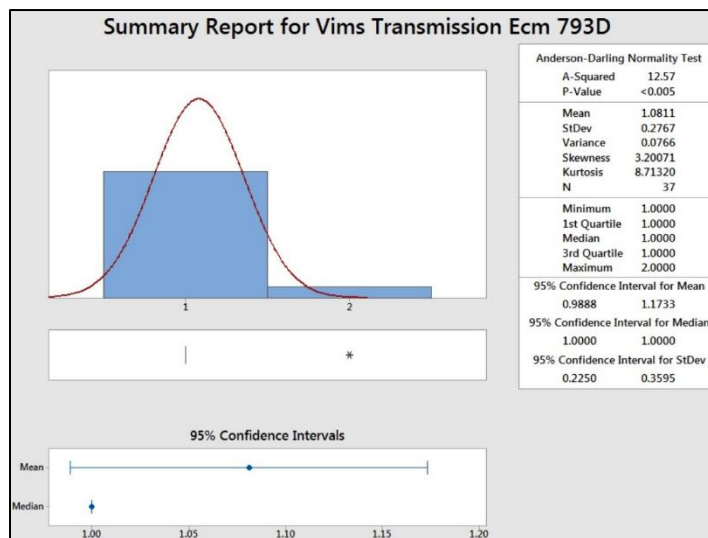 Summary Report for Vims Transmission Ecm 793D
Anderson-Darling Normality Test
A-Squared 12.57
P-Value <0.005
Mean 1.0811
StDev 0.2767
Variance 0.0766
Skewness 3.20071
Kurtosis 8.71320
N 37
Minimum 1.0000
1st Quartile 1.0000
Median 1.0000
3rd Quartile 1.0000
Maximum 2.0000
95% Confidence Interval for Mean
0.9888 1.1733
95% Confidence Interval for Median
1.0000 1.0000
95% Confidence Interval for StDev
0.2250 0.3595
1 2
95% Confidence Intervals
Mean
Median
1.00 1.05 1.10 1.15 1.20